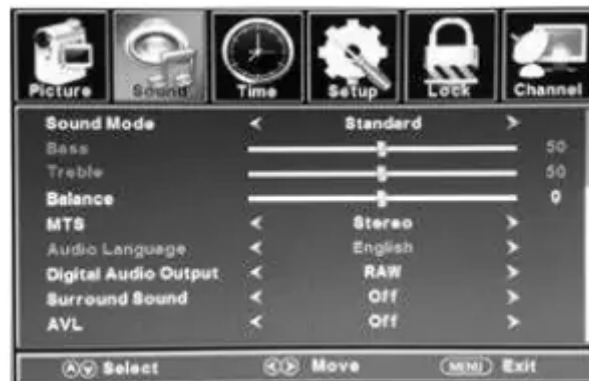 Picture Sound Time Setup Lock Channel
Sound Mode Standard
Bass 50
Treble 50
Balance 0
MTS Stereo
Audio Language English
Digital Audio Output RAW
Surround Sound Off
AVL Off
Select Move MENU Exit